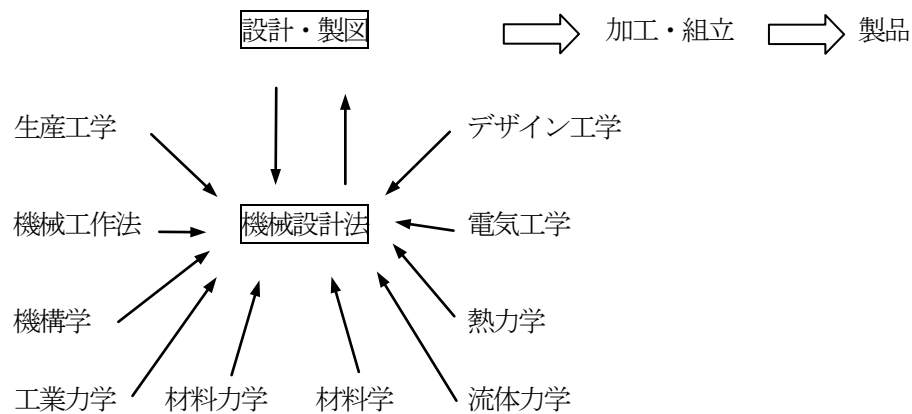 設計・製図 加工・組立 製品
生産工学 デザイン工学
機械工作法 機械設計法 電気工学
機構学 熱力学
工業力学 材料力学 材料学 流体力学